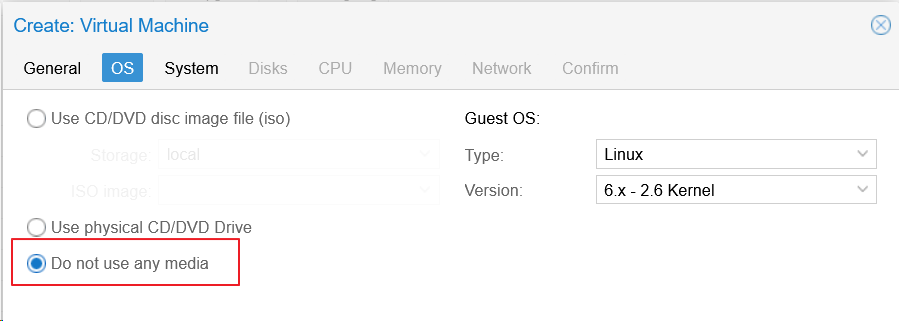 Create: Virtual Machine
General OS System Disks CPU Memory Network Confirm
Use CD/DVD disc image file (iso) Guest OS:
Storage: local Type: Linux
ISO image: Version: 6.x - 2.6 Kernel
Use physical CD/DVD Drive
Do not use any media